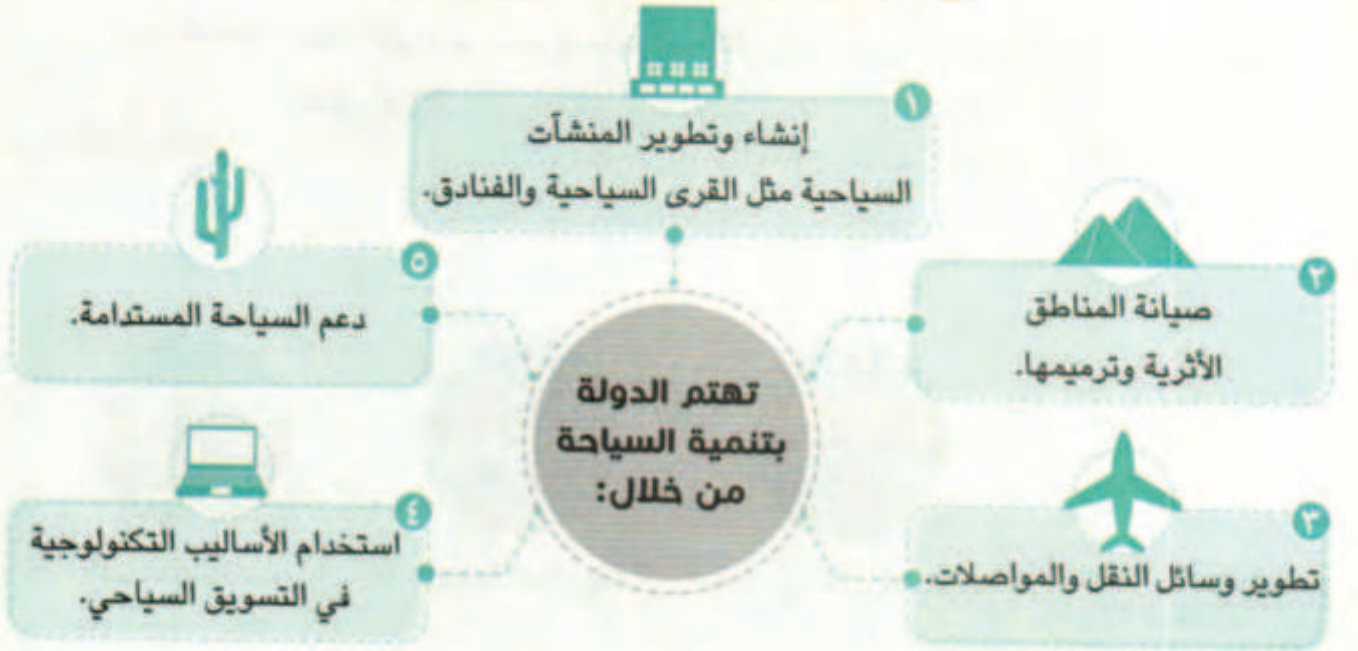 تهتم الدولة
بتنمية السياحة
من خلال:
١
إنشاء وتطوير المنشآت
السياحية مثل القرى السياحية والفنادق.
٢
صيانة المناطق
الأثرية وترميمها.
٣
تطوير وسائل النقل والمواصلات.
٤
استخدام الأساليب التكنولوجية
في التسويق السياحي.
٥
دعم السياحة المستدامة.